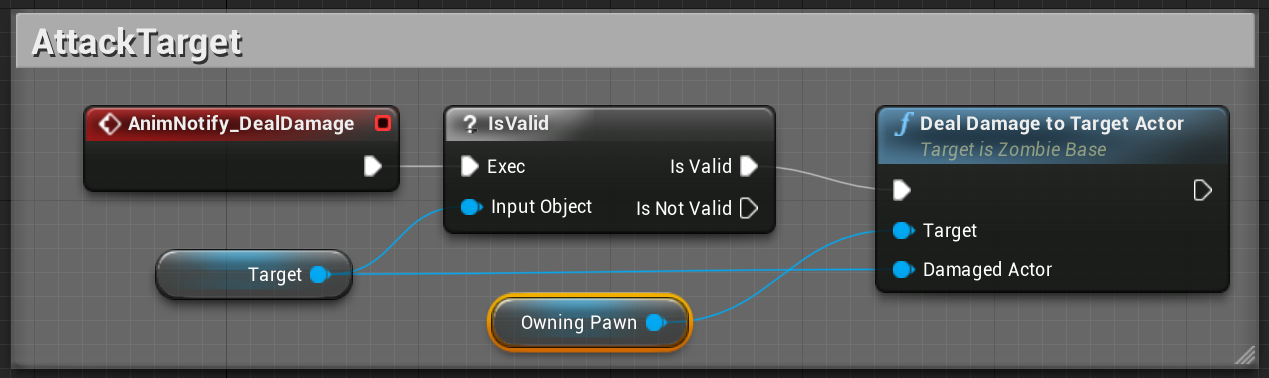 AttackTarget
AnimNotify_DealDamage
? IsValid
Exec
Is Valid
Input Object
Is Not Valid
Target
Owning Pawn
f Deal Damage to Target Actor
Target is Zombie Base
Target
Damaged Actor